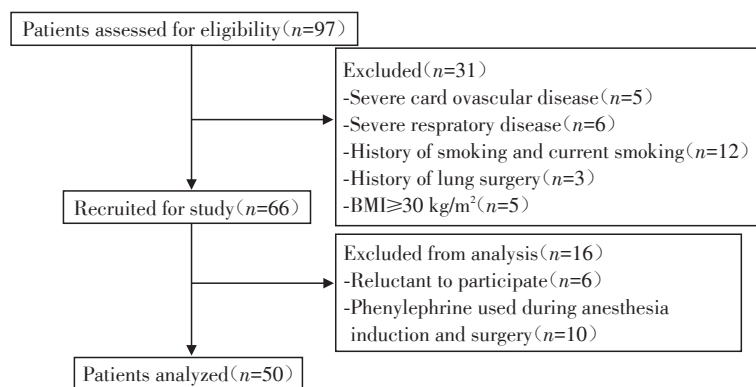 Patients assessed for eligibility(n=97)
Excluded(n=31)
-Severe card ovascular disease(n=5)
-Severe respratory disease(n=6)
-History of smoking and current smoking(n=12)
-History of lung surgery(n=3)
-BMI≥30 kg/m²(n=5)
Recruited for study(n=66)
Excluded from analysis(n=16)
-Reluctant to participate(n=6)
-Phenylephrine used during anesthesia
induction and surgery(n=10)
Patients analyzed(n=50)